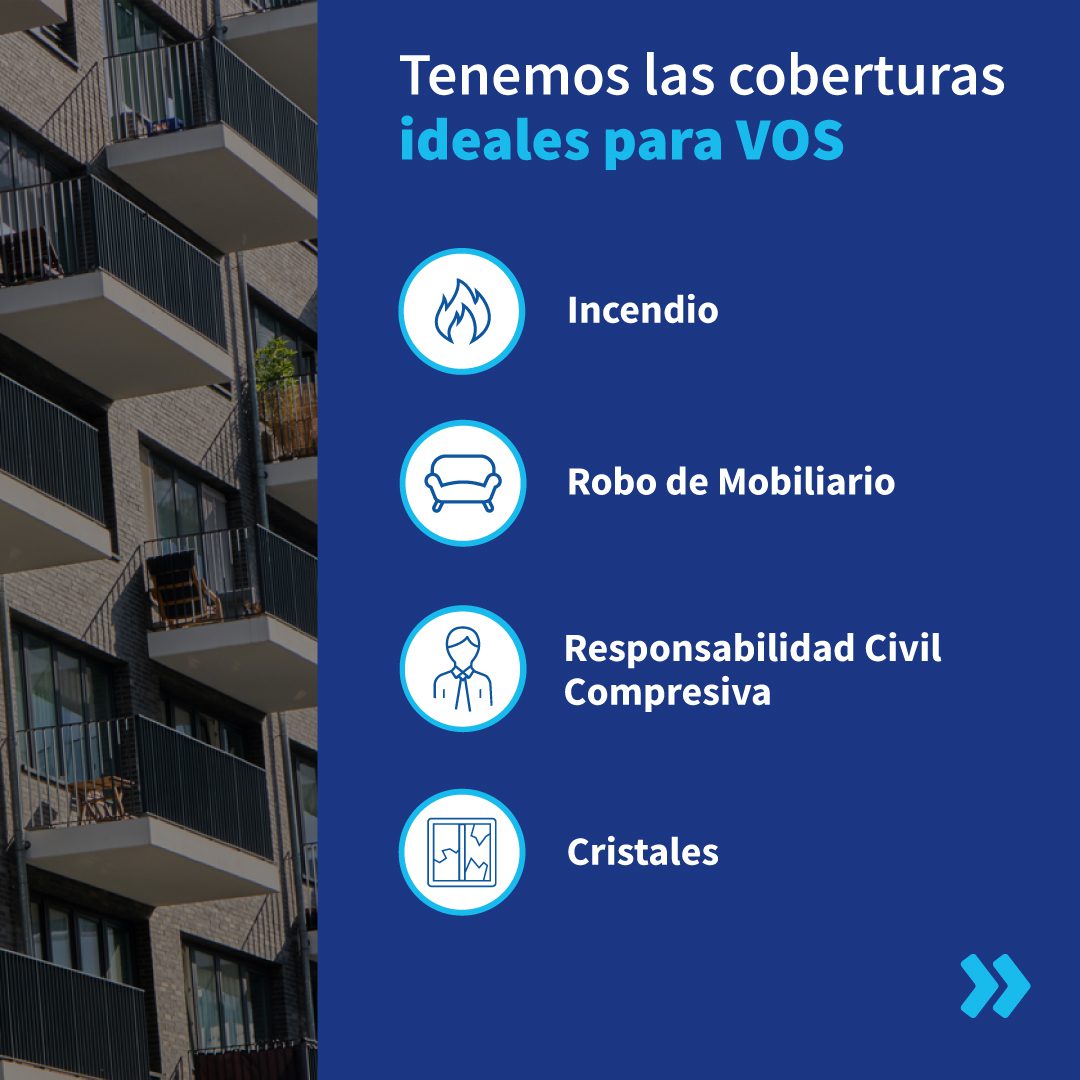 Tenemos las coberturas
ideales para VOS
Incendio
Robo de Mobiliario
Responsabilidad Civil
Compresiva
Cristales